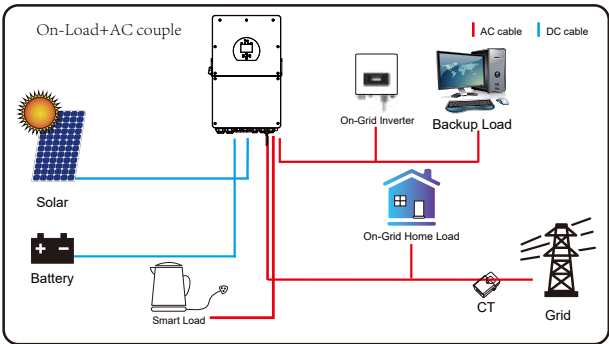 On-Load+AC couple
AC cable
DC cable
On-Grid Inverter
Backup Load
Solar
On-Grid Home Load
Battery
Smart Load
CT
Grid